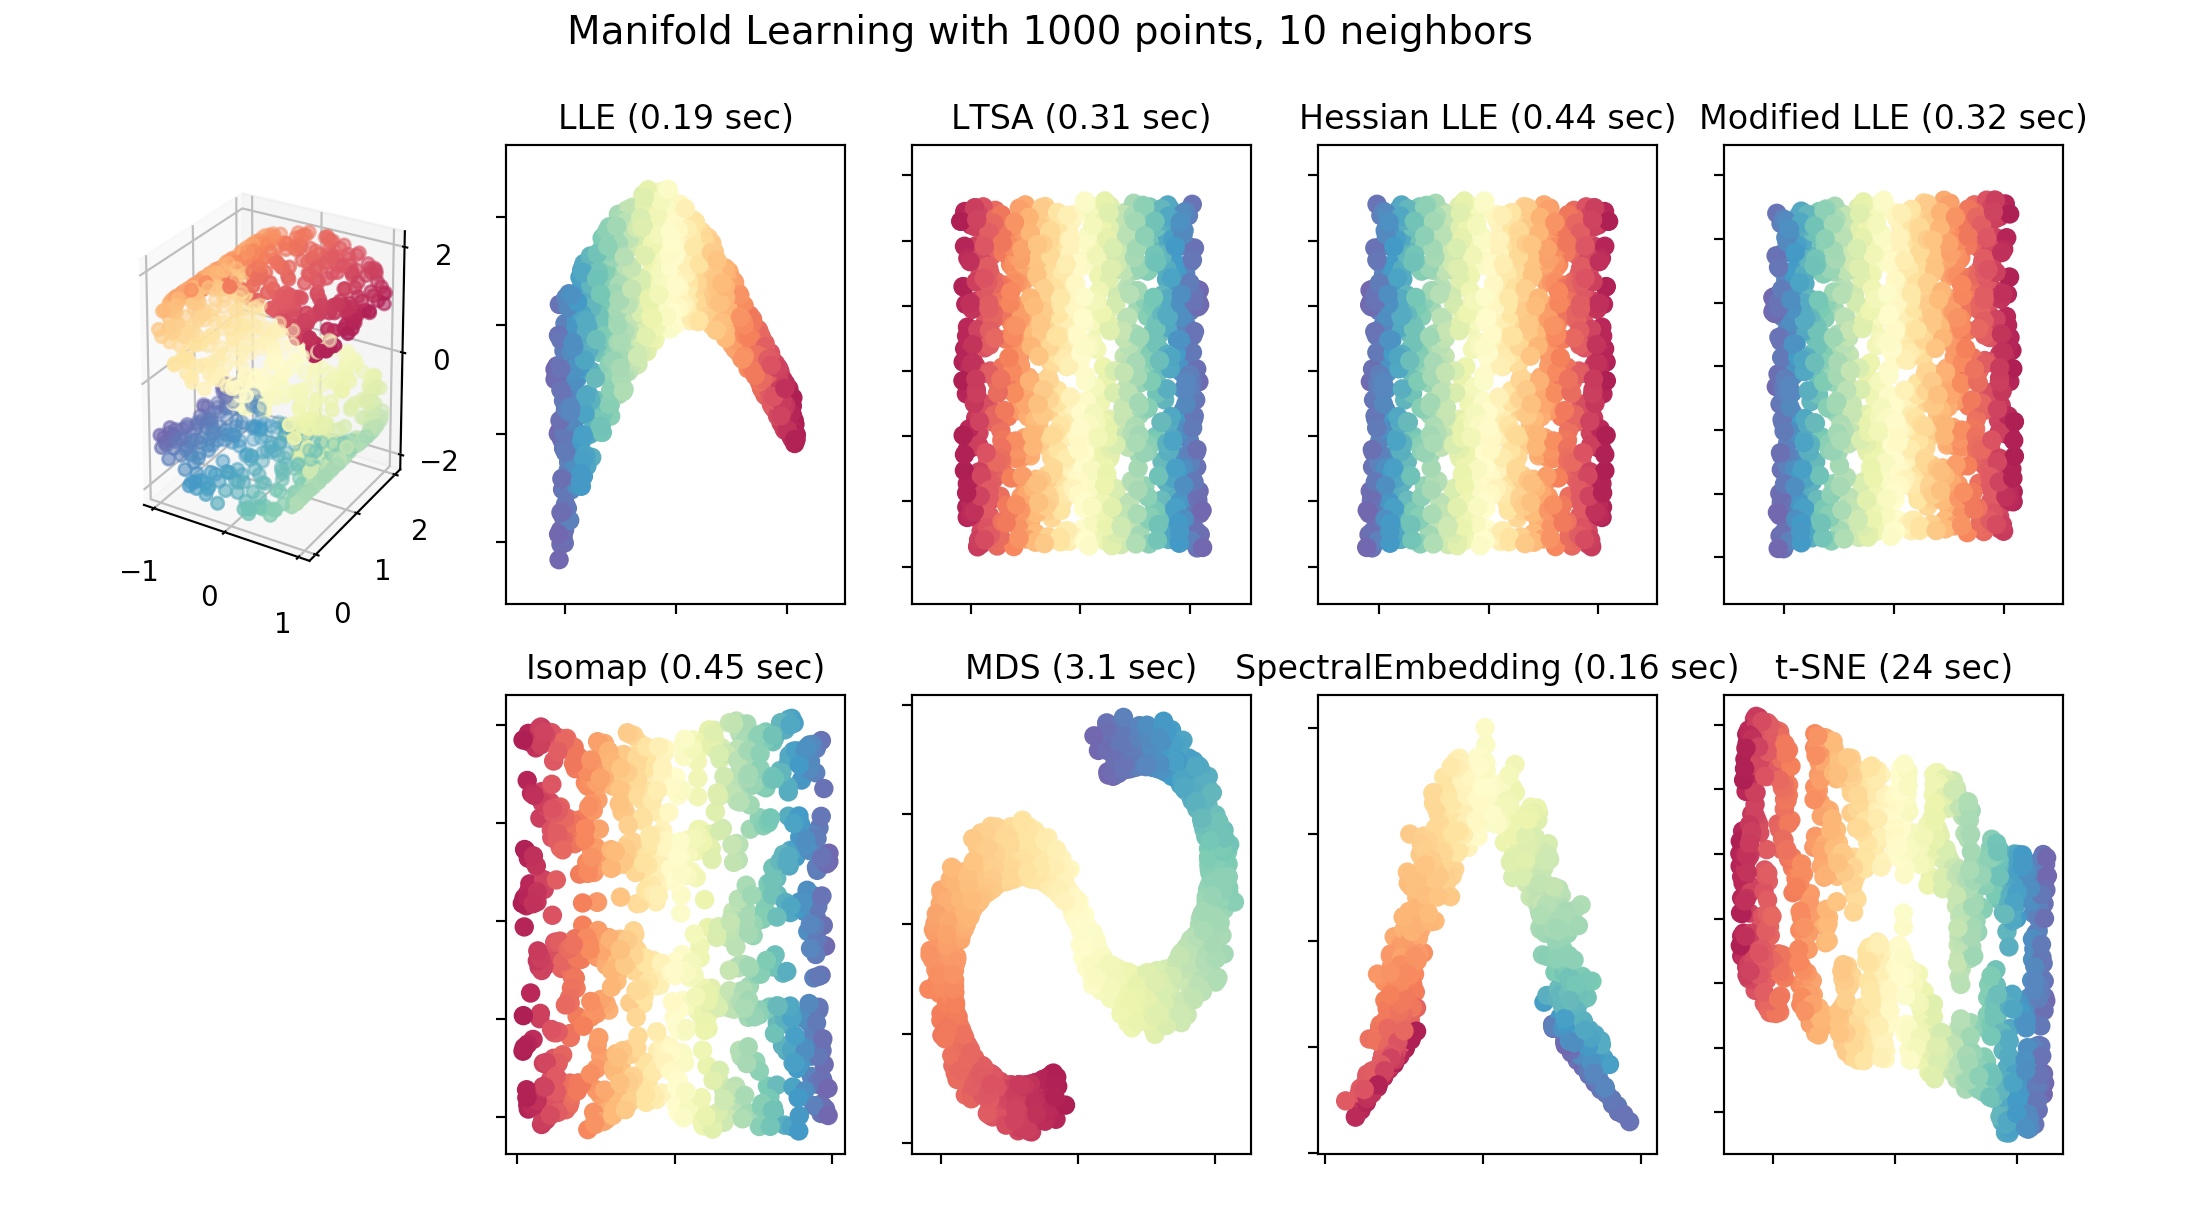 Manifold Learning with 1000 points, 10 neighbors
LLE (0.19 sec)
LTSA (0.31 sec)
Hessian LLE (0.44 sec)
Modified LLE (0.32 sec)
2
0
−2
2
1
0
−1
0
1
Isomap (0.45 sec)
MDS (3.1 sec)
SpectralEmbedding (0.16 sec)
t-SNE (24 sec)